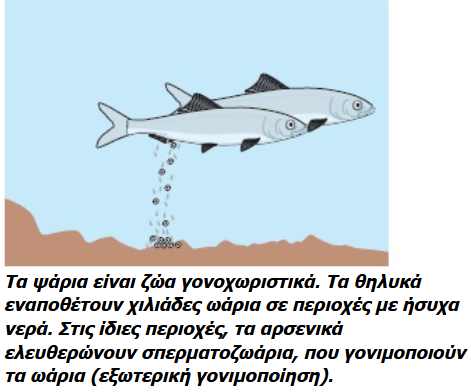 Τα ψάρια είναι ζώα γονοχωριστικά. Τα θηλυκά
εναποθέτουν χιλιάδες ωάρια σε περιοχές με ήσυχα
νερά. Στις ίδιες περιοχές, τα αρσενικά
ελευθερώνουν σπερματοζωάρια, που γονιμοποιούν
τα ωάρια (εξωτερική γονιμοποίηση).